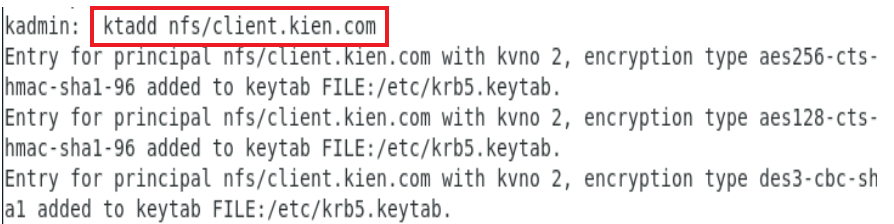 kadmin: ktadd nfs/client.kien.com
Entry for principal nfs/client.kien.com with kvno 2, encryption type aes256-cts-
hmac-sha1-96 added to keytab FILE:/etc/krb5.keytab.
Entry for principal nfs/client.kien.com with kvno 2, encryption type aes128-cts-
hmac-sha1-96 added to keytab FILE:/etc/krb5.keytab.
Entry for principal nfs/client.kien.com with kvno 2, encryption type des3-cbc-sh
a1 added to keytab FILE:/etc/krb5.keytab.